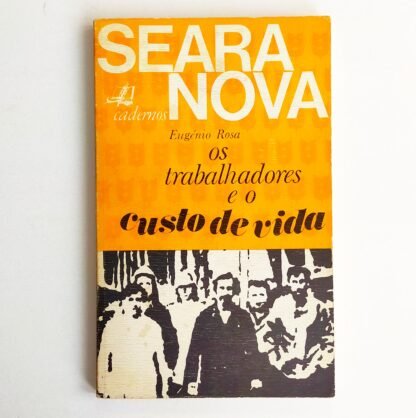 SEARA
cadernos NOVA
Eugénio Rosa
os
trabalhadores
e o
custo de vida